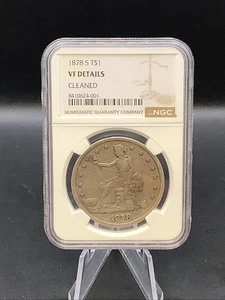 1878 S T$1
VF DETAILS
CLEANED
8410624-001
NUMISMATIC GUARANTY COMPANY
NGC
1878